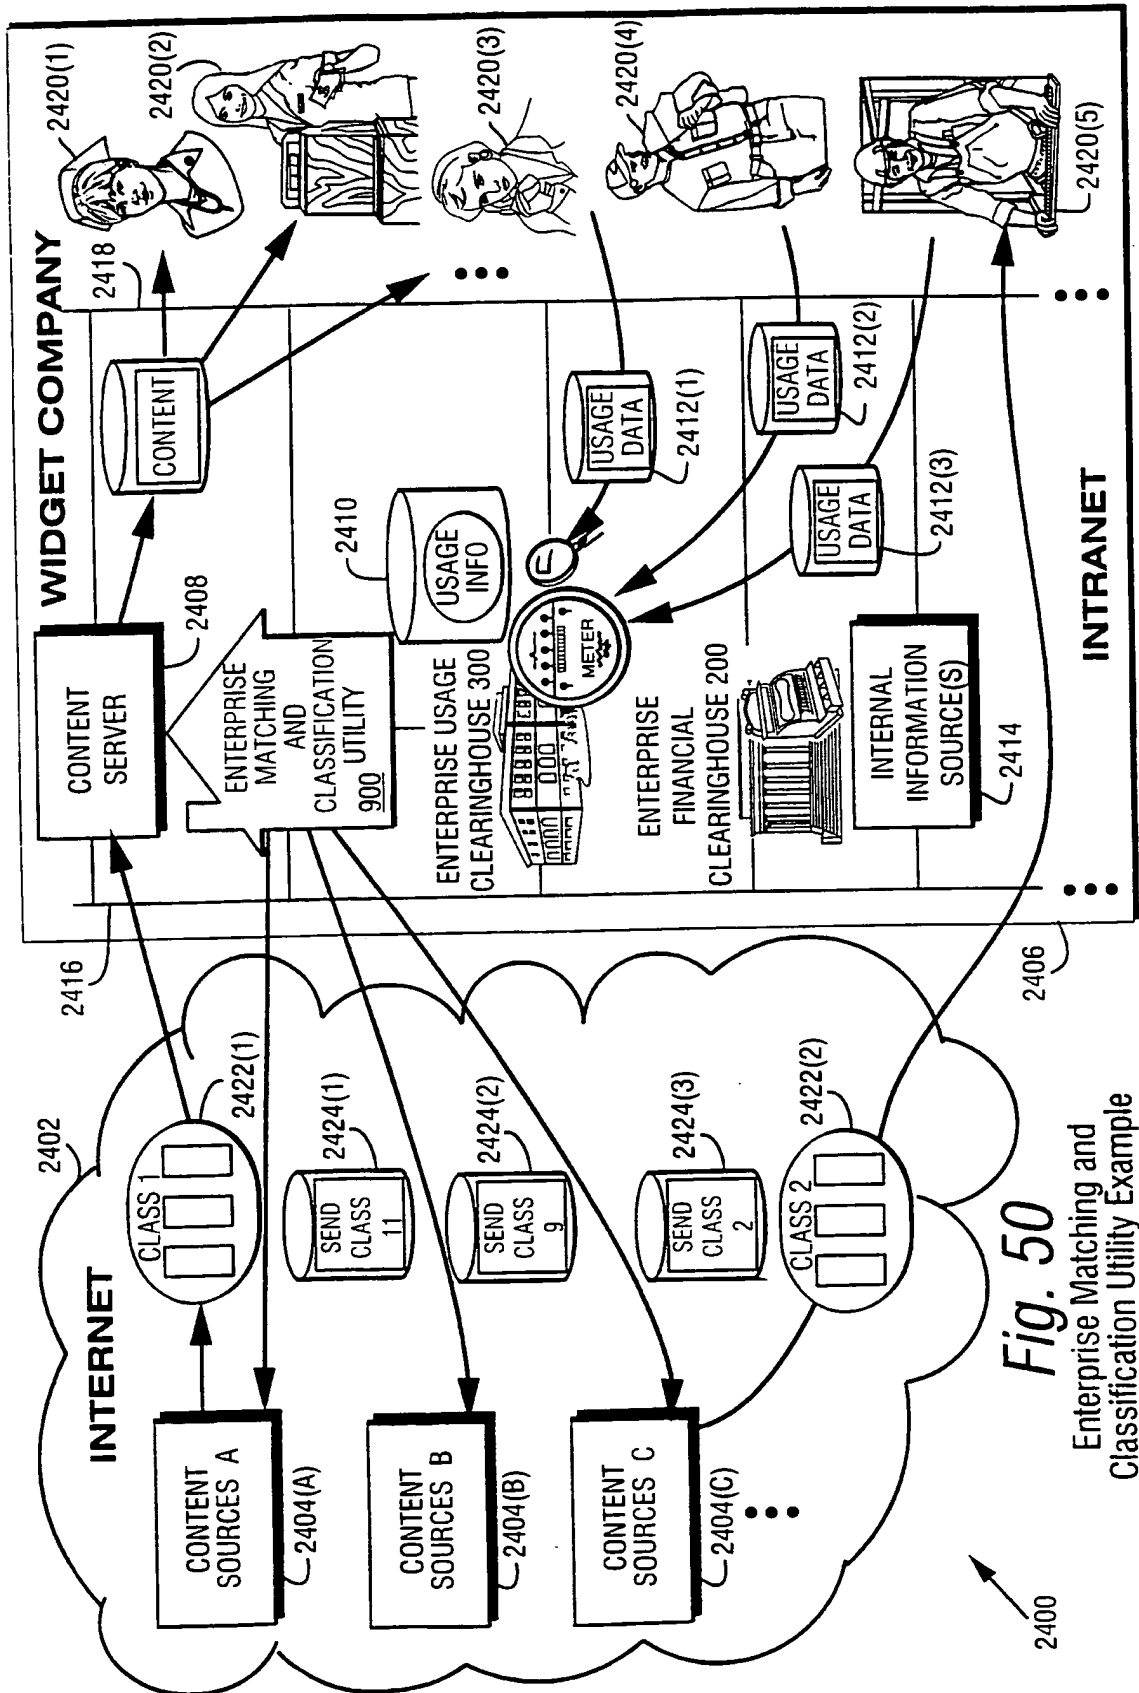 WIDGET COMPANY
INTERNET
2402
CLASS 1
2422(1)
2416
CONTENT
SERVER
2408
CONTENT
2418
2420(1)
2420(2)
CONTENT
SOURCES A
2404(A)
SEND
CLASS
11
2424(1)
ENTERPRISE
MATCHING
AND
CLASSIFICATION
UTILITY
900
2410
USAGE
INFO
2420(3)
CONTENT
SOURCES B
2404(B)
SEND
CLASS
9
2424(2)
ENTERPRISE USAGE
CLEARINGHOUSE 300
METER
USAGE
DATA
2412(1)
2420(4)
CONTENT
SOURCES C
2404(C)
SEND
CLASS
2
2424(3)
ENTERPRISE
FINANCIAL
CLEARINGHOUSE 200
USAGE
DATA
2412(2)
CLASS 2
2422(2)
INTERNAL
INFORMATION
SOURCE(S)
2414
USAGE
DATA
2412(3)
2420(5)
2406
INTRANET
2400
Fig. 50
Enterprise Matching and
Classification Utility Example